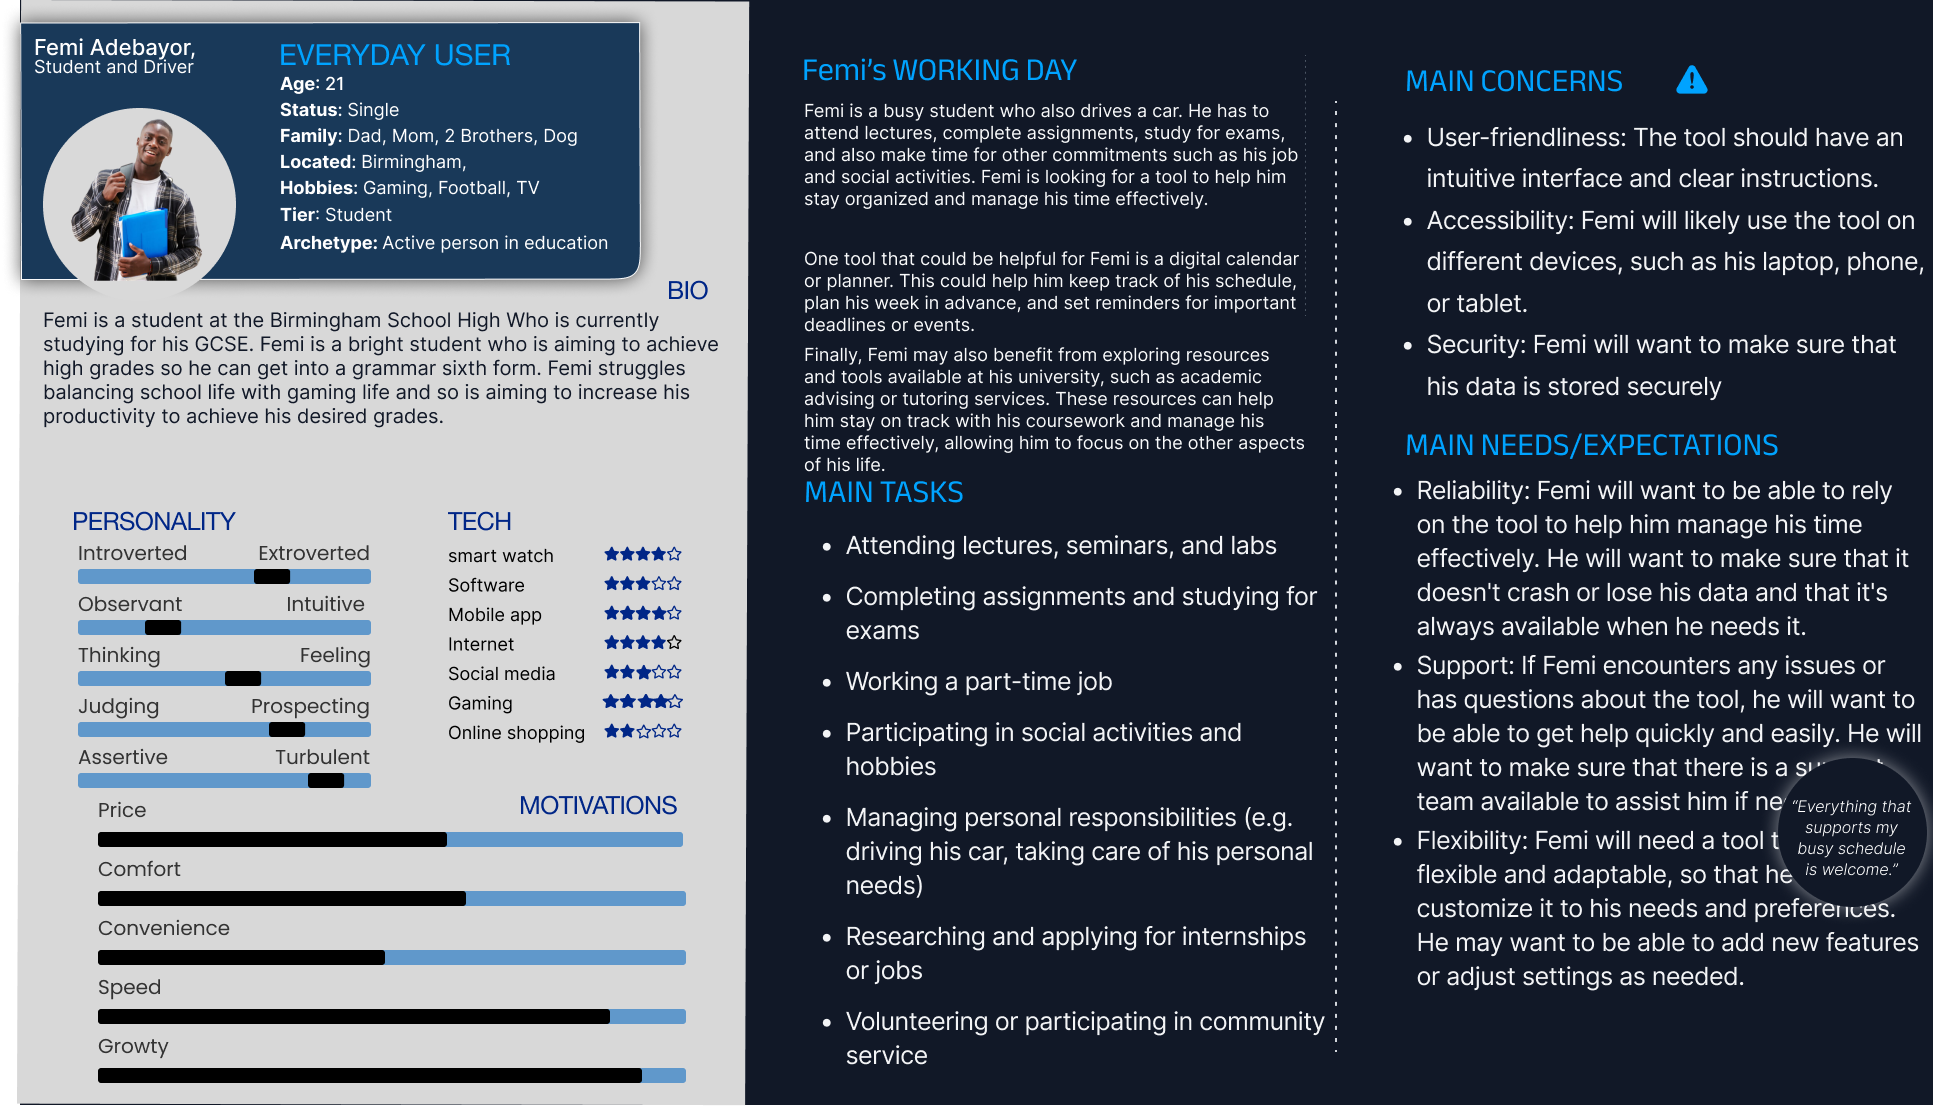 Femi Adebayor,
Student and Driver
EVERYDAY USER
Age: 21
Status: Single
Family: Dad, Mom, 2 Brothers, Dog
Located: Birmingham,
Hobbies: Gaming, Football, TV
Tier: Student
Archetype: Active person in education
BIO
Femi is a student at the Birmingham School High Who is currently
studying for his GCSE. Femi is a bright student who is aiming to achieve
high grades so he can get into a grammar sixth form. Femi struggles
balancing school life with gaming life and so is aiming to increase his
productivity to achieve his desired grades.
PERSONALITY
Introverted Extroverted
Observant Intuitive
Thinking Feeling
Judging Prospecting
Assertive Turbulent
TECH
smart watch
Software
Mobile app
Internet
Social media
Gaming
Online shopping
MOTIVATIONS
Price
Comfort
Convenience
Speed
Growty
Femi's WORKING DAY
Femi is a busy student who also drives a car. He has to
attend lectures, complete assignments, study for exams,
and also make time for other commitments such as his job
and social activities. Femi is looking for a tool to help him
stay organized and manage his time effectively.
One tool that could be helpful for Femi is a digital calendar
or planner. This could help him keep track of his schedule,
plan his week in advance, and set reminders for important
deadlines or events.
Finally, Femi may also benefit from exploring resources
and tools available at his university, such as academic
advising or tutoring services. These resources can help
him stay on track with his coursework and manage his
time effectively, allowing him to focus on the other aspects
of his life.
MAIN TASKS
• Attending lectures, seminars, and labs
• Completing assignments and studying for
exams
• Working a part-time job
• Participating in social activities and
hobbies
• Managing personal responsibilities (e.g.
driving his car, taking care of his personal
needs)
• Researching and applying for internships
or jobs
• Volunteering or participating in community
service
MAIN CONCERNS
• User-friendliness: The tool should have an
intuitive interface and clear instructions.
• Accessibility: Femi will likely use the tool on
different devices, such as his laptop, phone,
or tablet.
• Security: Femi will want to make sure that
his data is stored securely
MAIN NEEDS/EXPECTATIONS
• Reliability: Femi will want to be able to rely
on the tool to help him manage his time
effectively. He will want to make sure that it
doesn't crash or lose his data and that it's
always available when he needs it.
• Support: If Femi encounters any issues or
has questions about the tool, he will want to
be able to get help quickly and easily. He will
want to make sure that there is a
team available to assist him if
• Flexibility: Femi will need a tool
flexible and adaptable, so that he
customize it to his needs and preferences.
He may want to be able to add new features
or adjust settings as needed.
“Everything that
supports my
busy schedule
is welcome.”